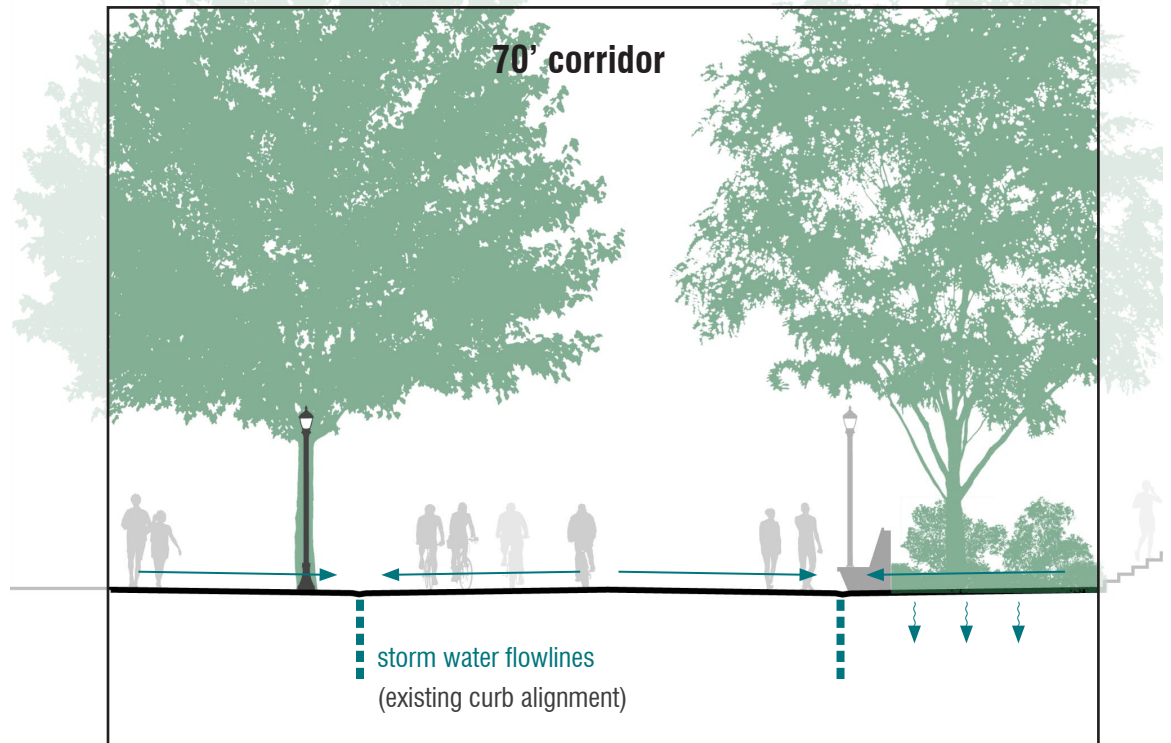 70’ corridor
storm water flowlines
(existing curb alignment)